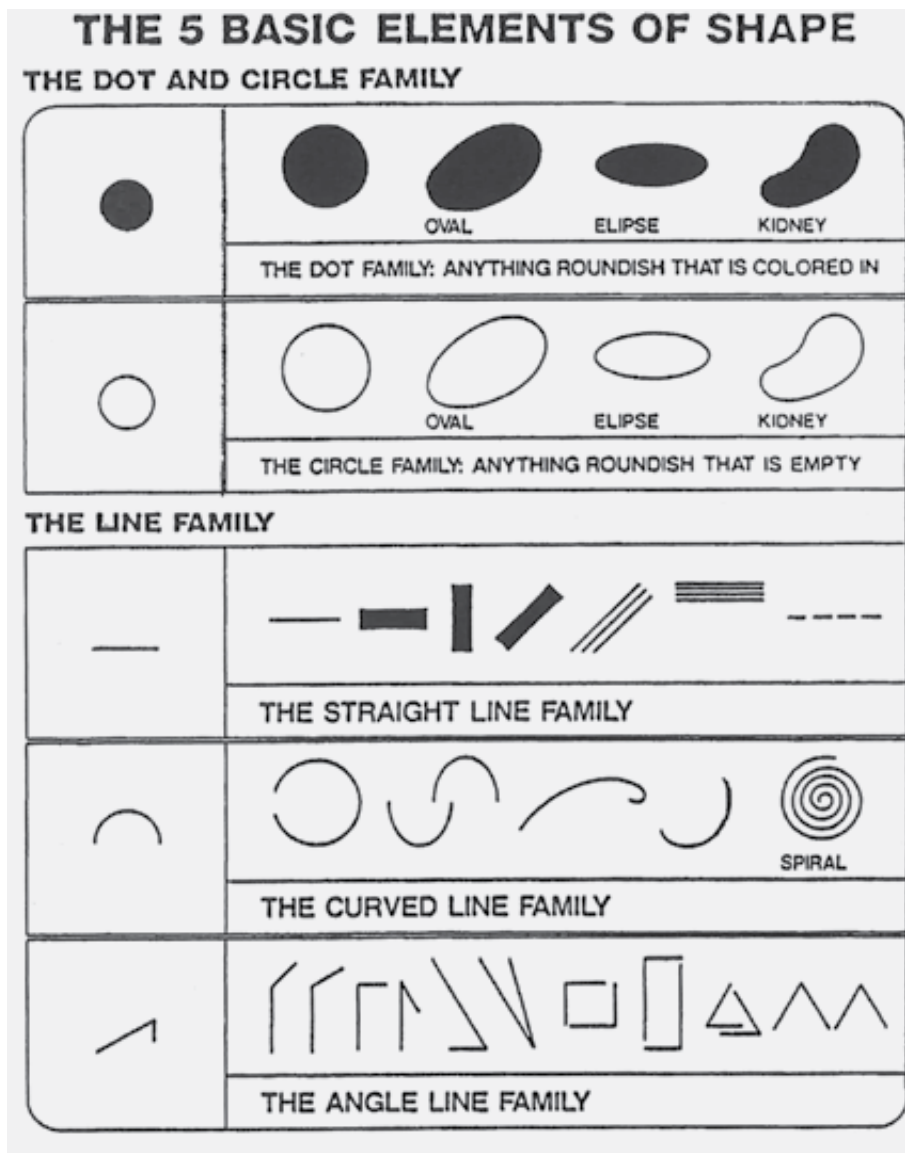 THE 5 BASIC ELEMENTS OF SHAPE
THE DOT AND CIRCLE FAMILY
OVAL ELIPSE KIDNEY
THE DOT FAMILY: ANYTHING ROUNDISH THAT IS COLORED IN
OVAL ELIPSE KIDNEY
THE CIRCLE FAMILY: ANYTHING ROUNDISH THAT IS EMPTY
THE LINE FAMILY
THE STRAIGHT LINE FAMILY
SPIRAL
THE CURVED LINE FAMILY
THE ANGLE LINE FAMILY